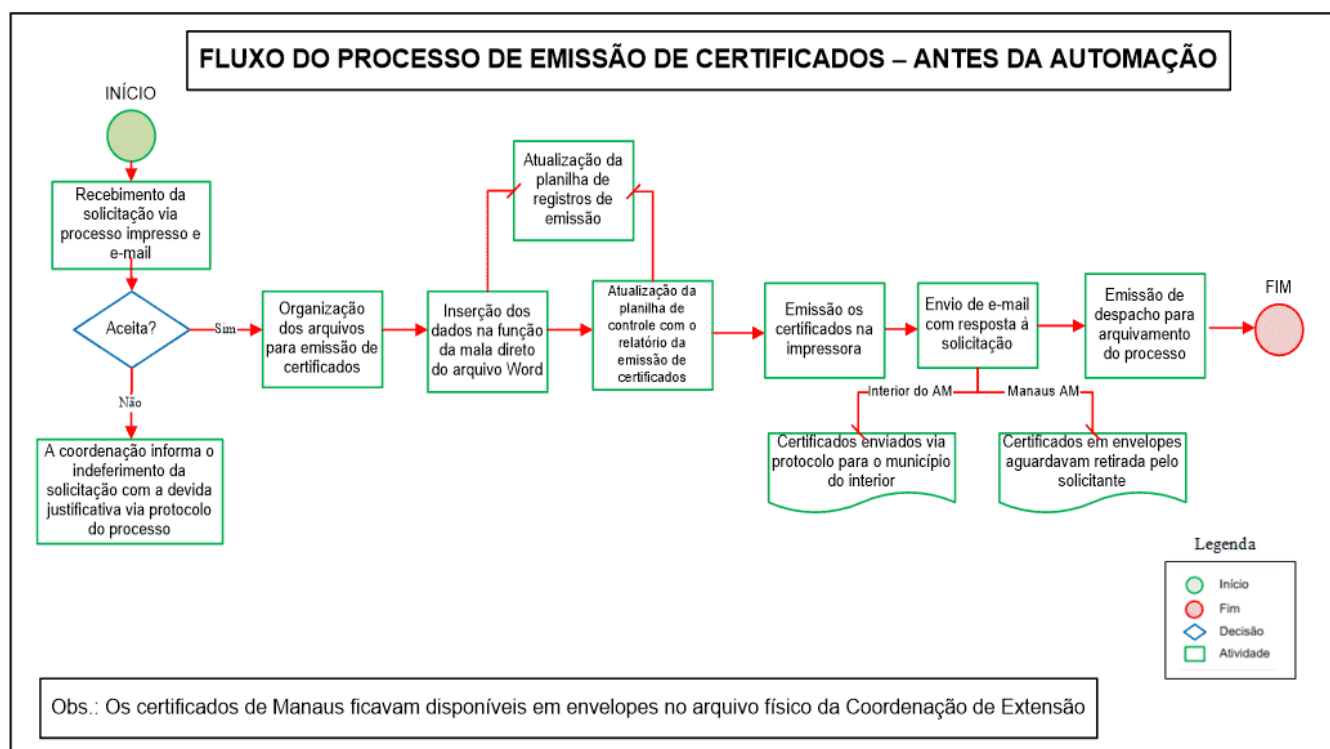 FLUXO DO PROCESSO DE EMISSÃO DE CERTIFICADOS – ANTES DA AUTOMAÇÃO
INÍCIO
Recebimento da
solicitação via
processo impresso e
e-mail
Aceita?
Sim
Não
A coordenação informa o
indeferimento da
solicitação com a devida
justificativa via protocolo
do processo
Organização
dos arquivos
para emissão de
certificados
Inserção dos
dados na função
da mala direto
do arquivo Word
Atualização da
planilha de
registros de
emissão
Atualização da
planilha de
controle com o
relatório da
emissão de
certificados
Emissão os
certificados na
impressora
Envio de e-mail
com resposta à
solicitação
Interior do AM
Manaus AM
Certificados enviados via
protocolo para o município
do interior
Certificados em envelopes
aguardavam retirada pelo
solicitante
Emissão de
despacho para
arquivamento
do processo
FIM
Legenda
Início
Fim
Decisão
Atividade
Obs.: Os certificados de Manaus ficavam disponíveis em envelopes no arquivo físico da Coordenação de Extensão